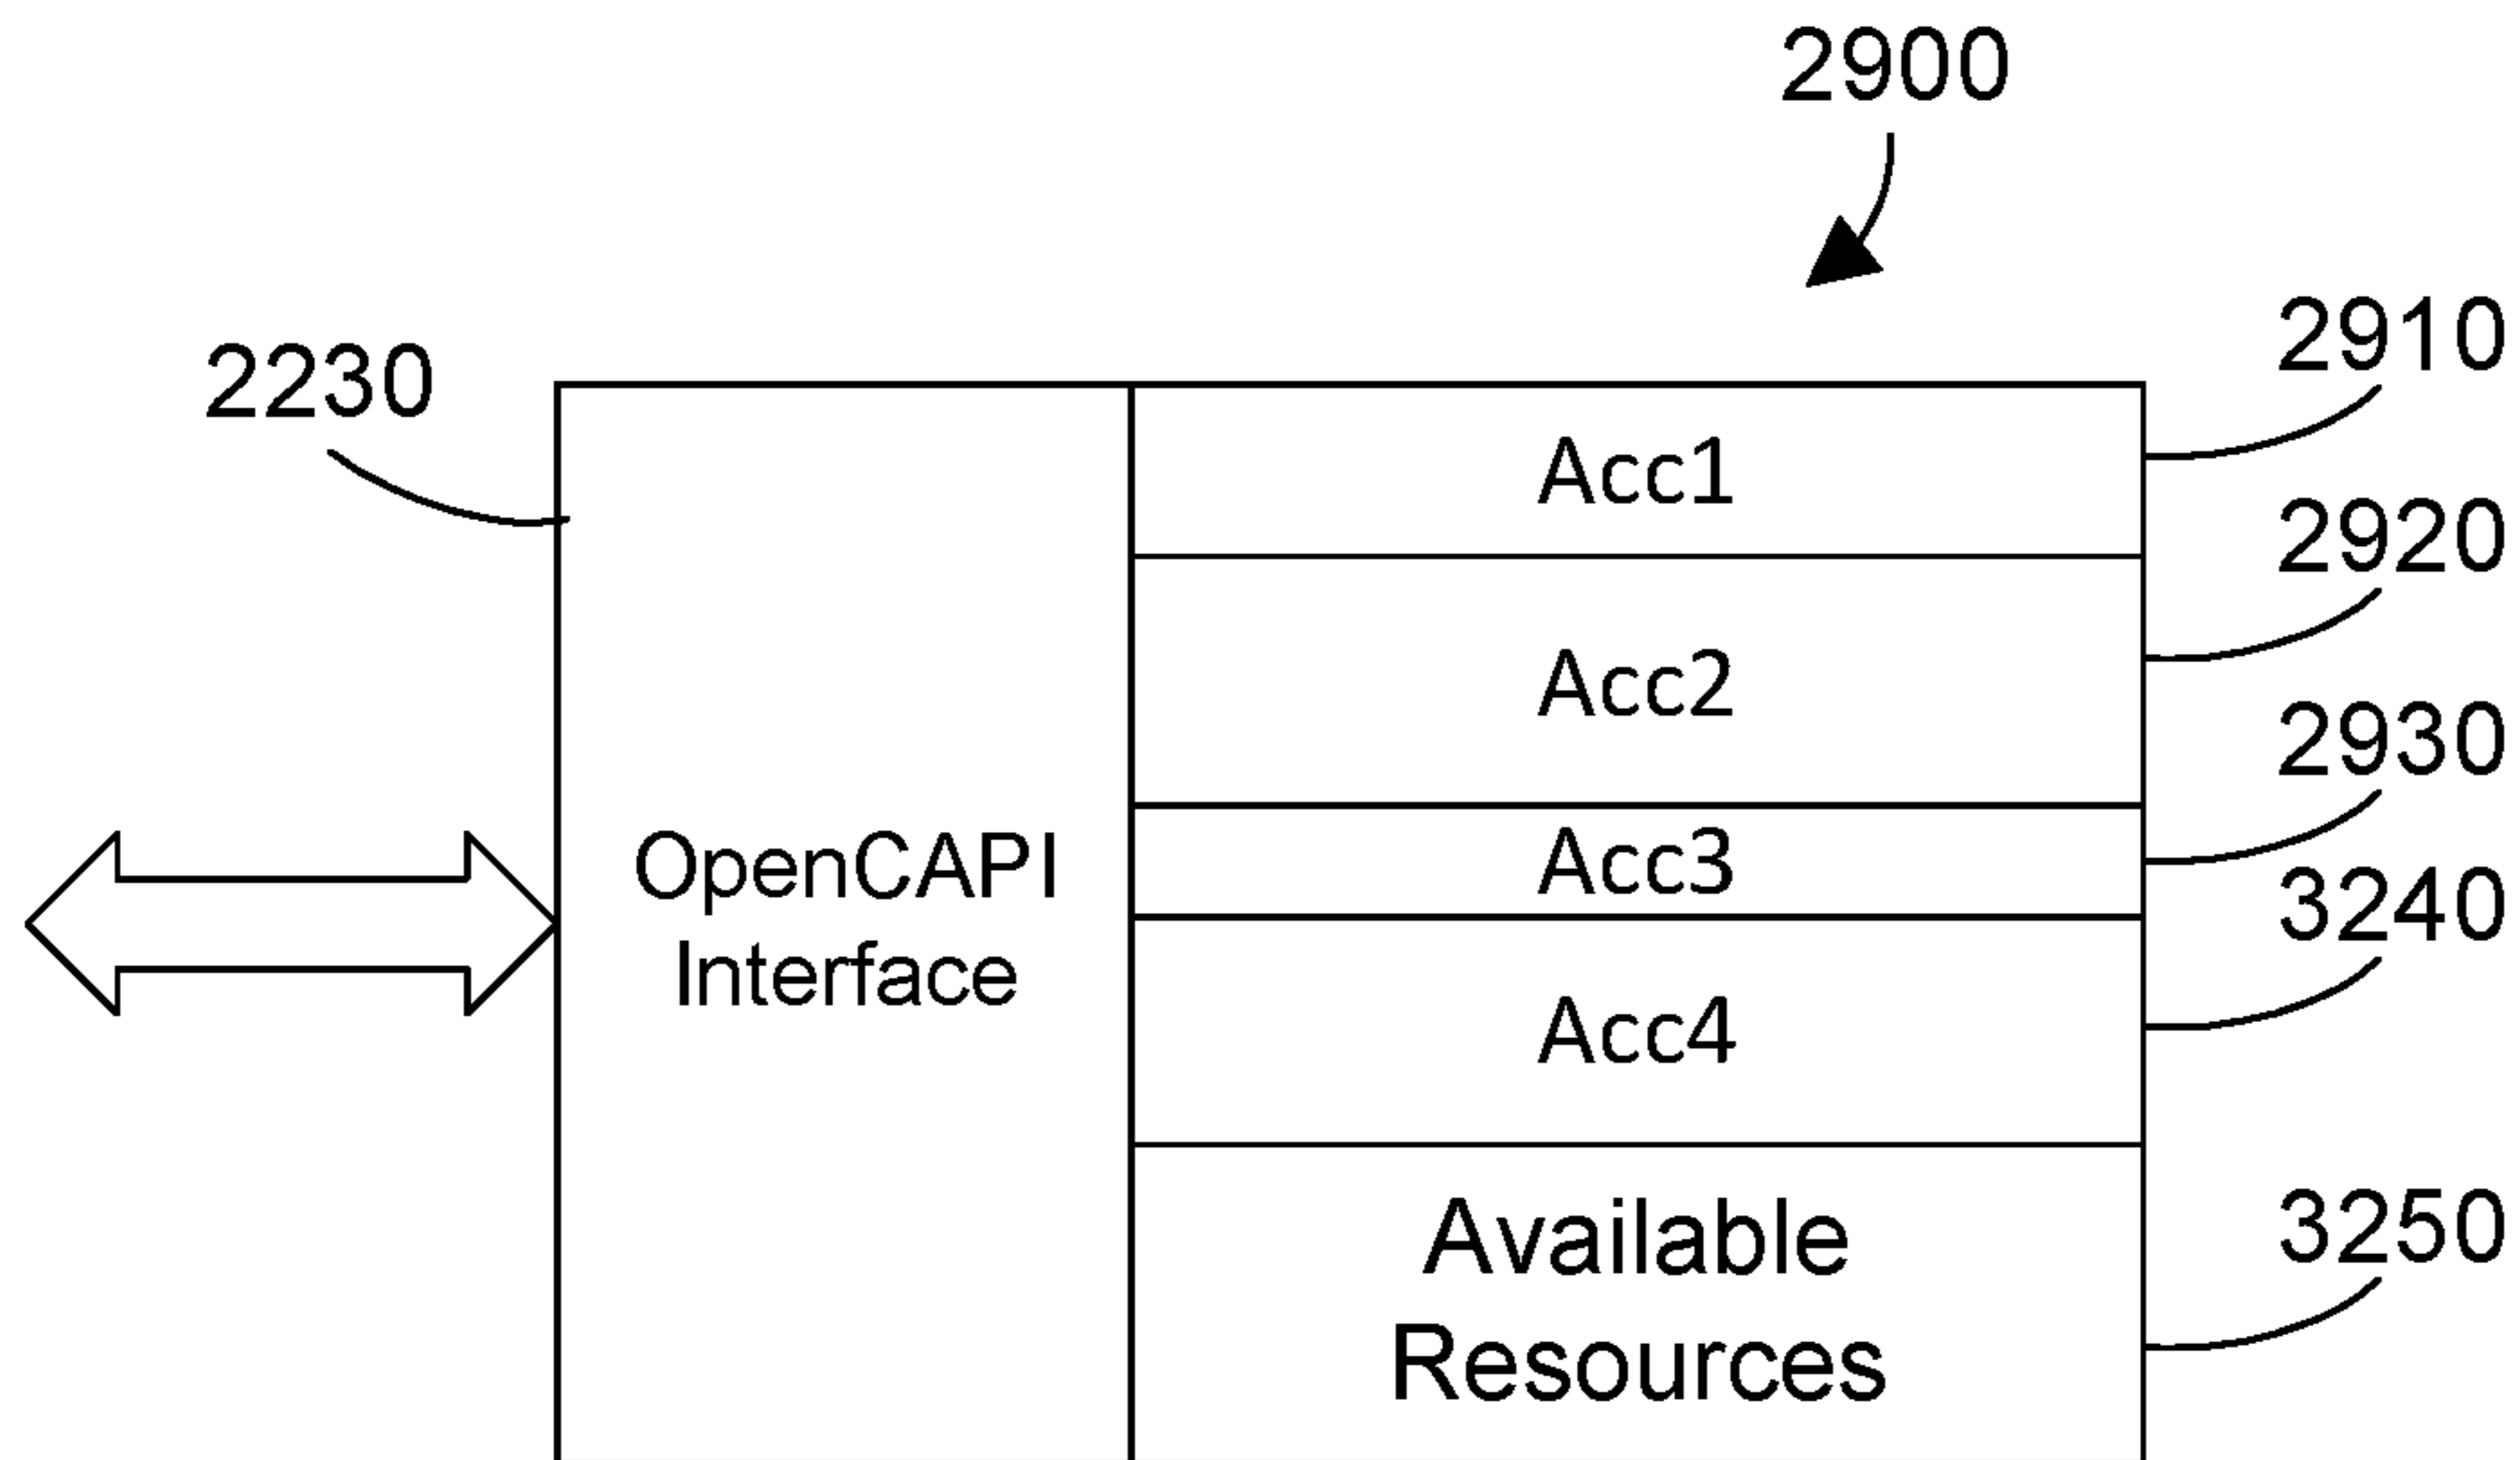 2900
2910
2230
Acc1
2920
Acc2
2930
Acc3
3240
OpenCAPI
Interface
Acc4
3250
Available
Resources